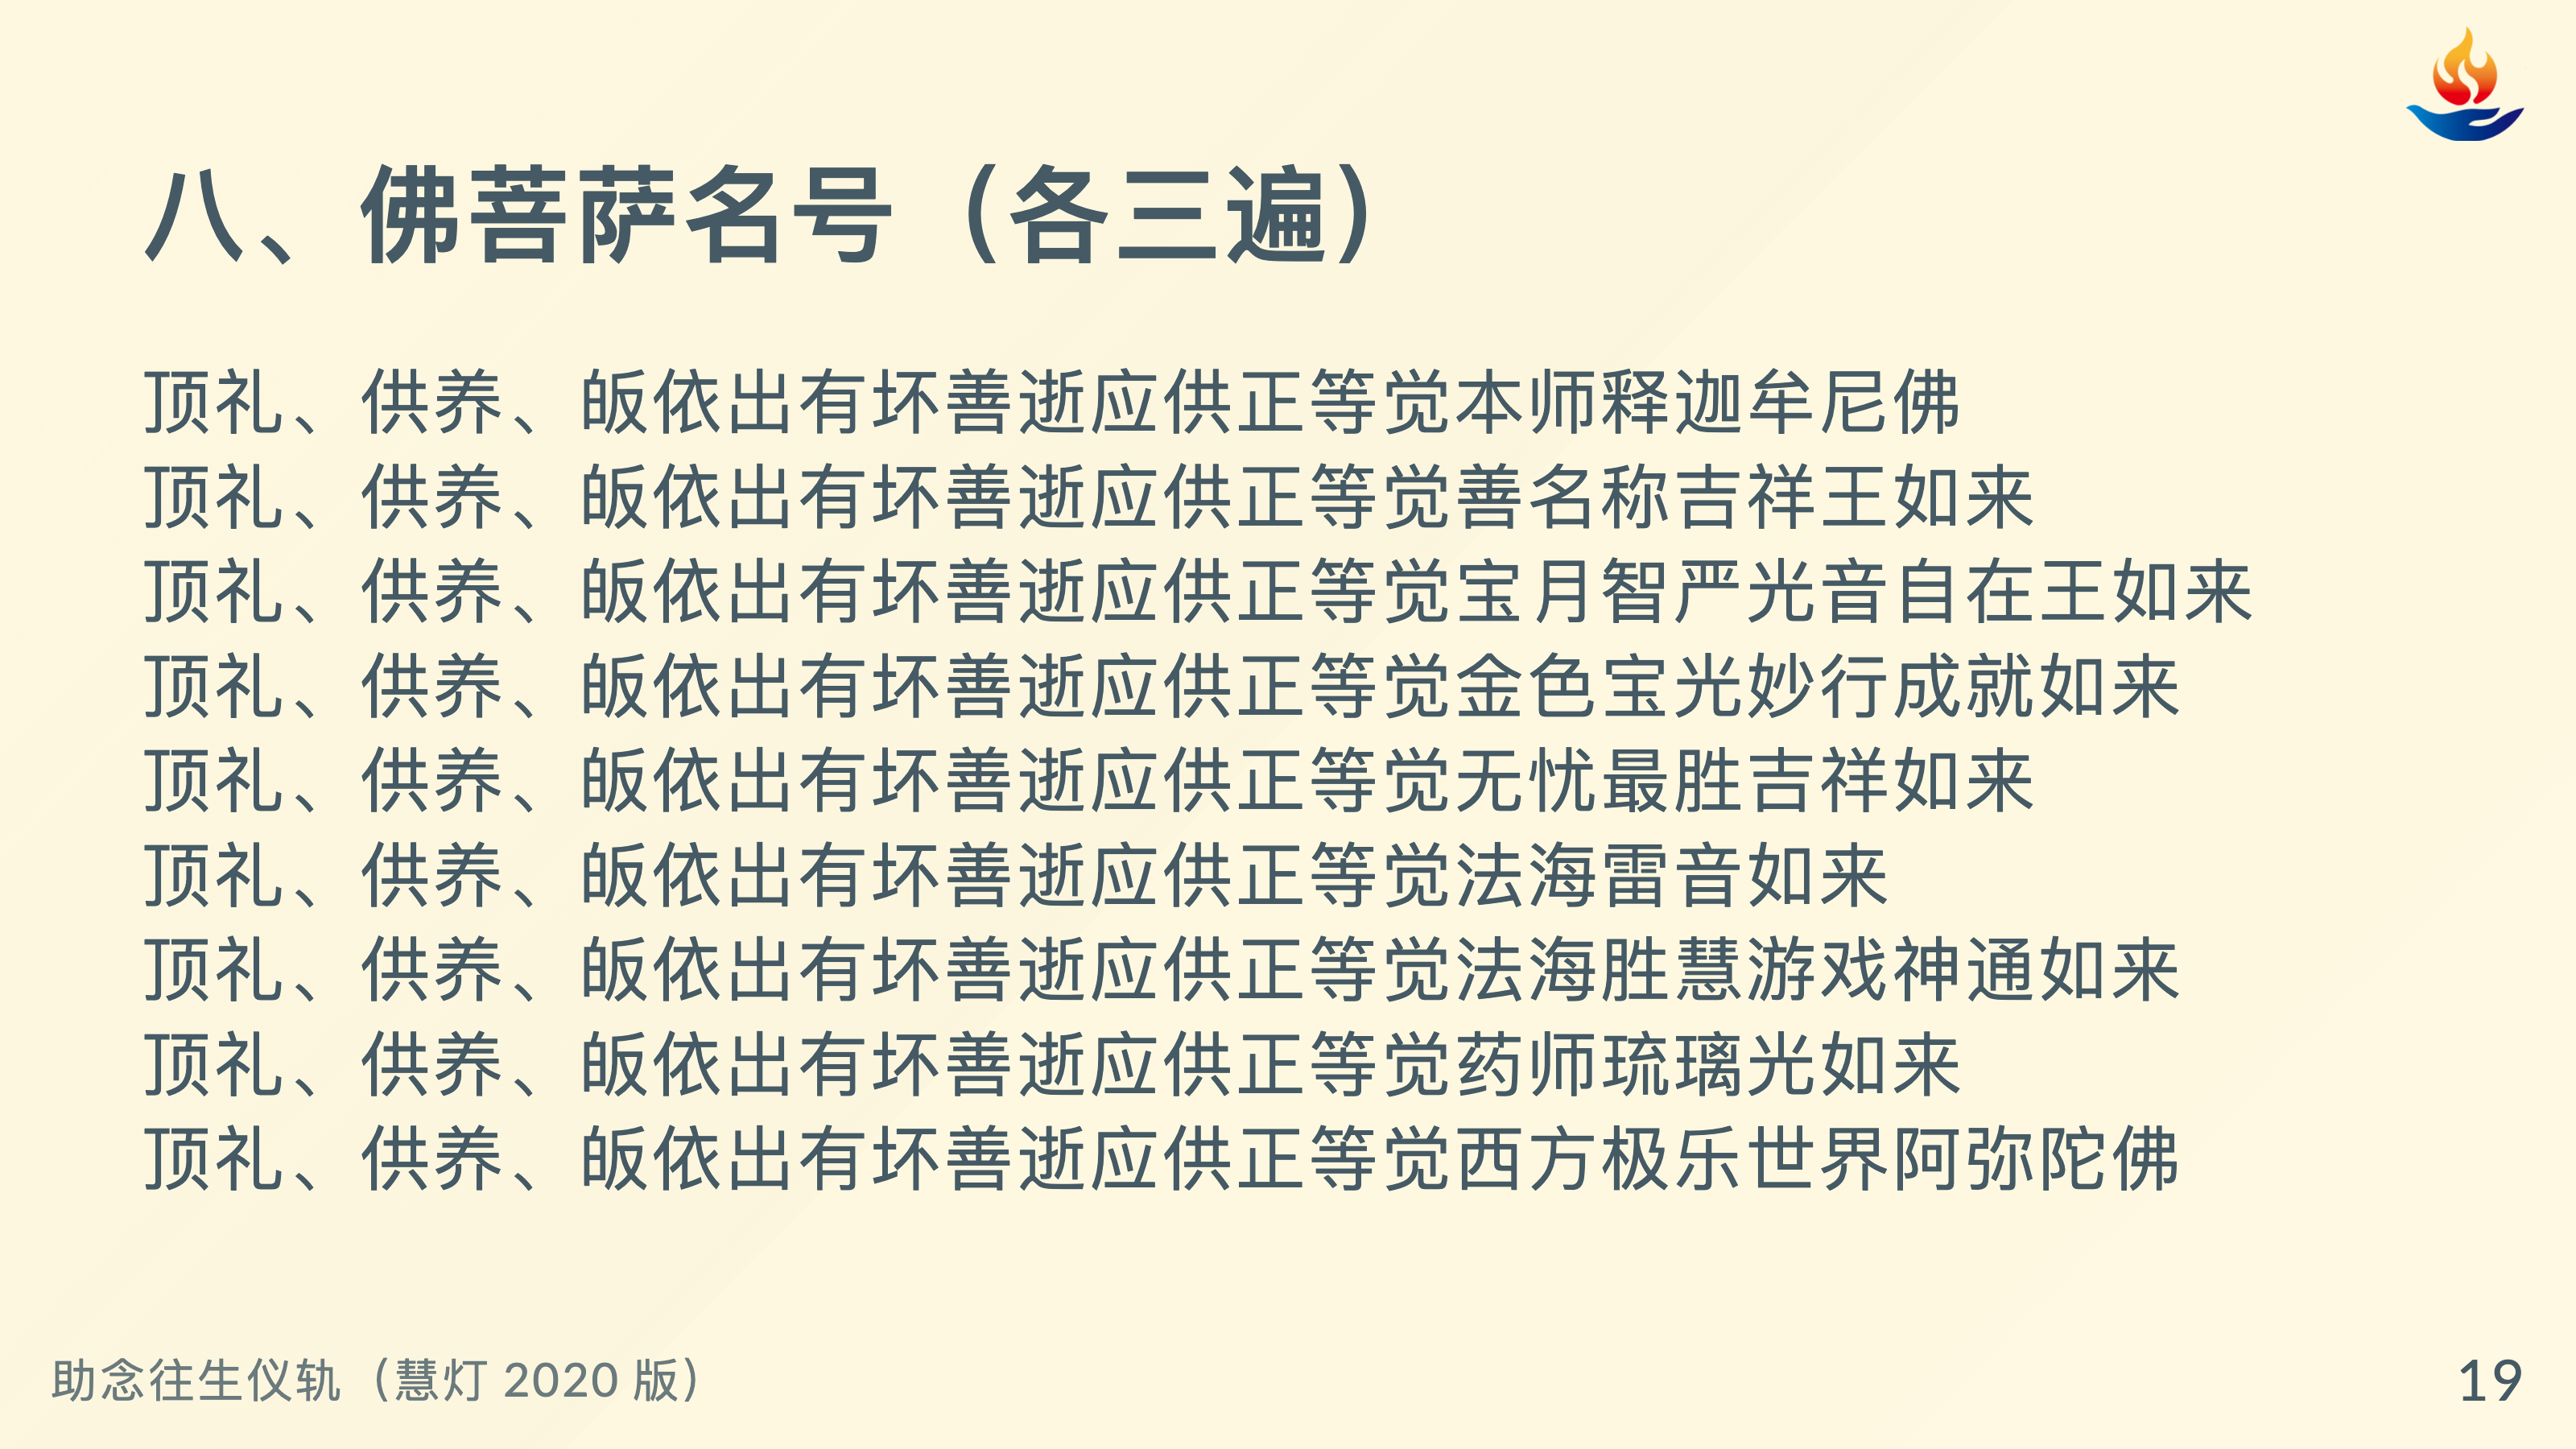 八、佛菩萨名号（各三遍）
顶礼、供养、皈依出有坏善逝应供正等觉本师释迦牟尼佛
顶礼、供养、皈依出有坏善逝应供正等觉善名称吉祥王如来
顶礼、供养、皈依出有坏善逝应供正等觉宝月智严光音自在王如来
顶礼、供养、皈依出有坏善逝应供正等觉金色宝光妙行成就如来
顶礼、供养、皈依出有坏善逝应供正等觉无忧最胜吉祥如来
顶礼、供养、皈依出有坏善逝应供正等觉法海雷音如来
顶礼、供养、皈依出有坏善逝应供正等觉法海胜慧游戏神通如来
顶礼、供养、皈依出有坏善逝应供正等觉药师琉璃光如来
顶礼、供养、皈依出有坏善逝应供正等觉西方极乐世界阿弥陀佛
助念往生仪轨（慧灯 2020 版）
19